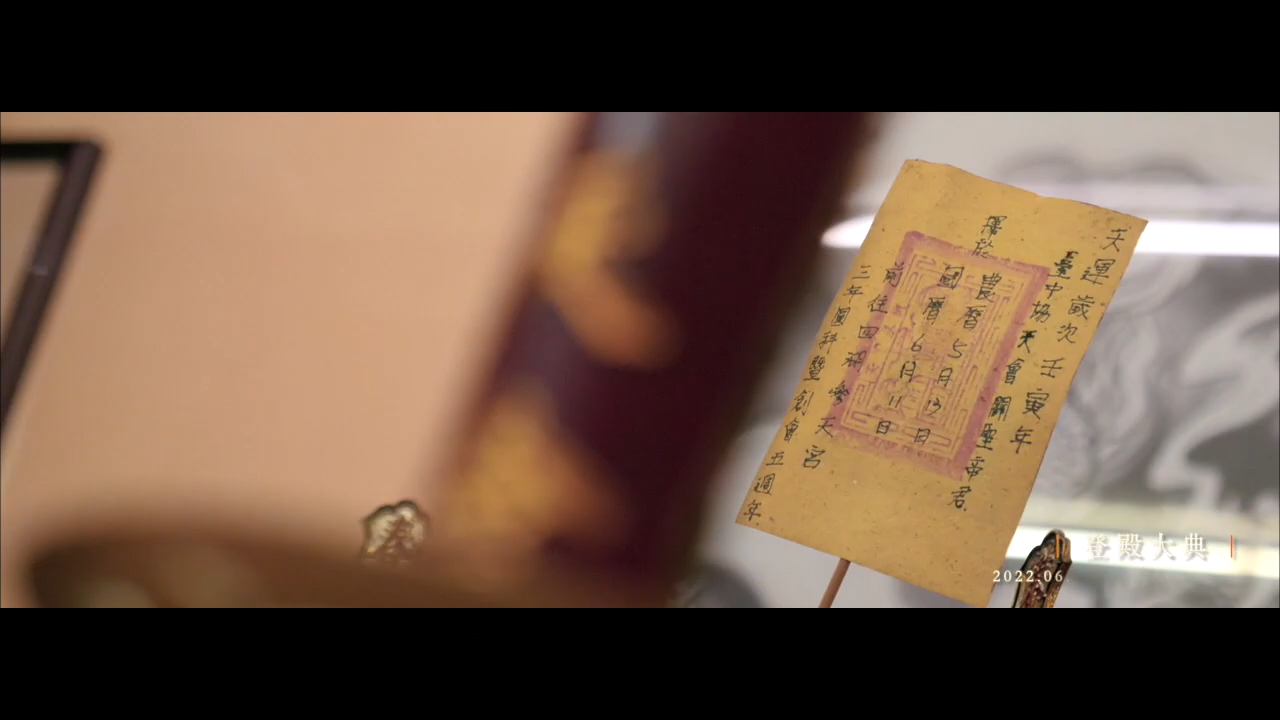 天運歲次壬寅年
臺中協天會關聖帝君
擇於
農曆5月13日
國曆6月11日
前往四湖參天宮
三年圓科暨創會五週年
登殿大典
2022.06